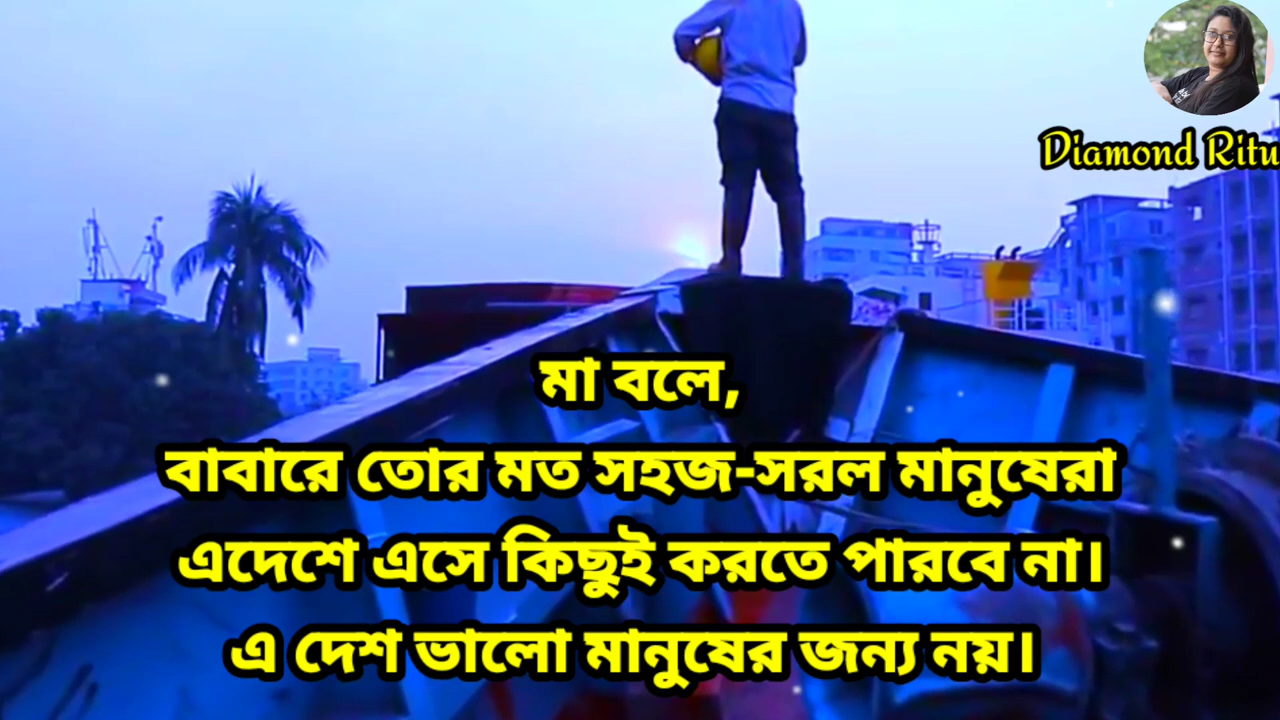 Diamond Ritu
মা বলে,
বাবারে তোর মত সহজ-সরল মানুষেরা
এদেশে এসে কিছুই করতে পারবে না।
এ দেশ ভালো মানুষের জন্য নয়।